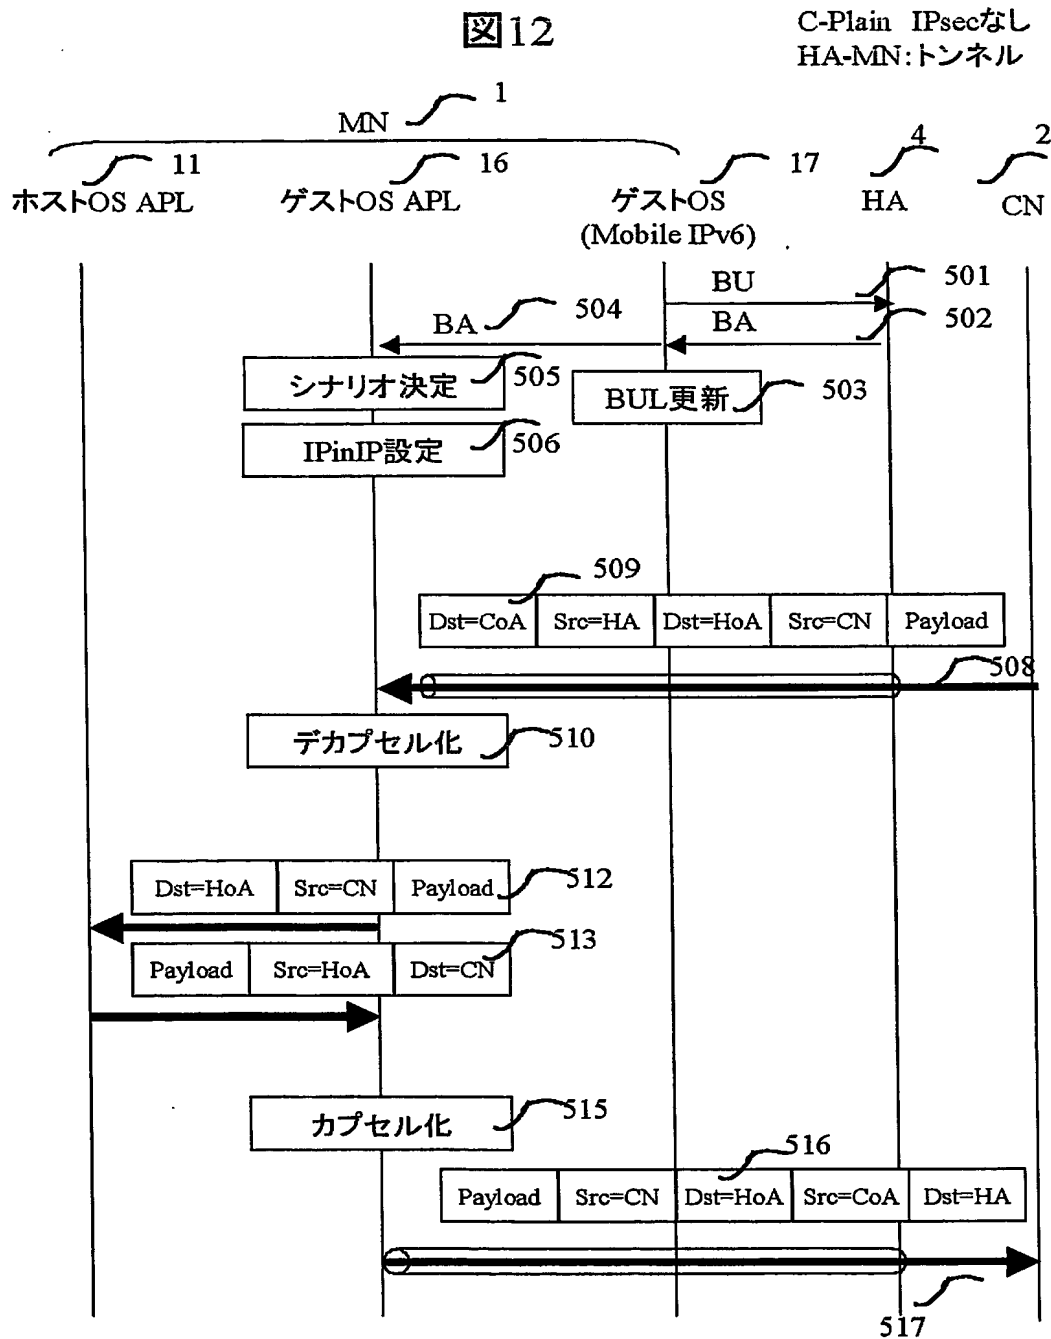 図12
C-Plain IPsecなし
HA-MN:トンネル
1
MN
11
16
17
4
2
ホストOS APL
ゲストOS APL
ゲストOS
(Mobile IPv6)
HA
CN
BU
501
BA
504
BA
502
シナリオ決定
505
BUL更新
503
IPinIP設定
506
509
Dst=CoA
Src=HA
Dst=HoA
Src=CN
Payload
508
デカプセル化
510
Dst=HoA
Src=CN
Payload
512
513
Payload
Src=HoA
Dst=CN
カプセル化
515
516
Payload
Src=CN
Dst=HoA
Src=CoA
Dst=HA
517